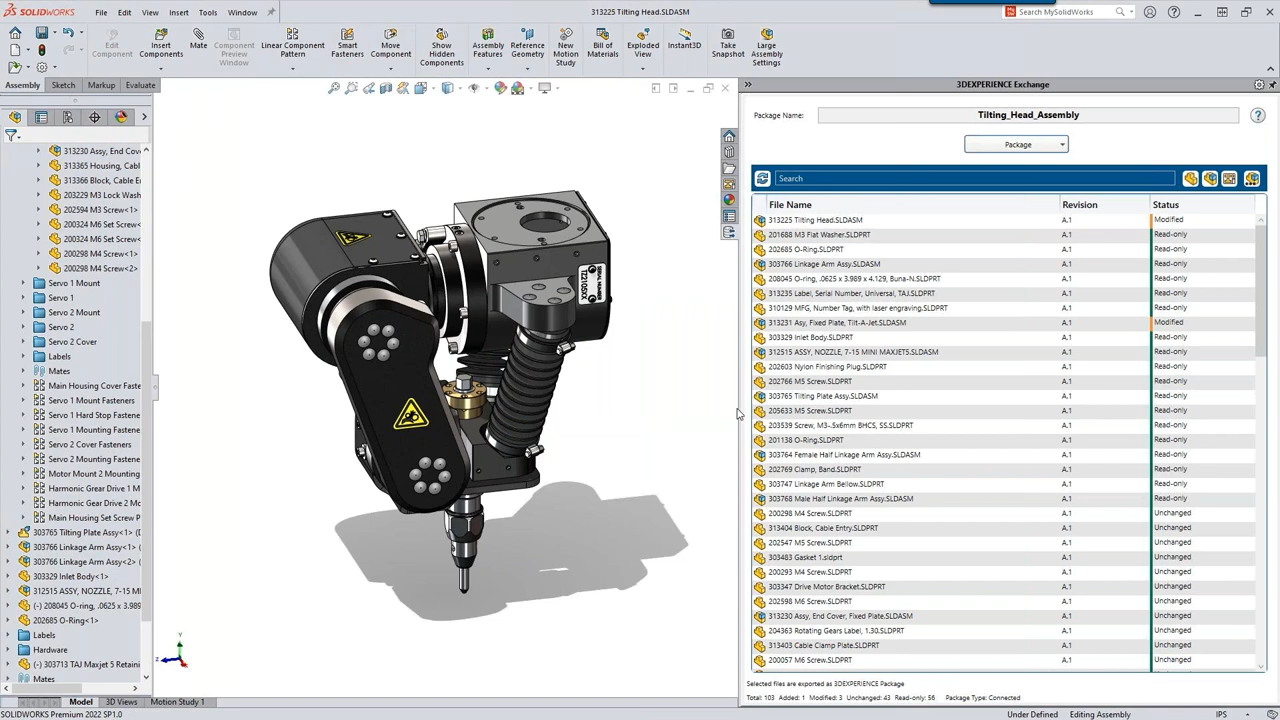 SOLIDWORKS File Edit View Insert Tools Window 313225 Tilting Head.SLDASM Search MySolidWorks
Edit Component
Insert Components
Mate
Component Preview Window
Linear Component Pattern
Smart Fasteners
Move Component
Show Hidden Components
Assembly Features
Reference Geometry
New Motion Study
Bill of Materials
Exploded View
Instant3D
Take Snapshot
Large Assembly Settings
Assembly Sketch Markup Evaluate
313230 Assy, End Cove
313365 Housing, Cable
313366 Block, Cable Er
203229 M3 Lock Wash
202594 M3 Screw<1>
200324 M6 Set Screw<
200324 M6 Set Screw<
200298 M4 Screw<1>
200298 M4 Screw<2>
Servo 1 Mount
Servo 1
Servo 2 Mount
Servo 2
Servo 2 Cover
Labels
Mates
Main Housing Cover Faste
Servo 1 Mount Fasteners
Servo 1 Hard Stop Fastene
Servo 2 Mount Fasteners
Servo 2 Cover Fasteners
Servo 2 Mounting Fastene
Motor Mount 2 Mounting
Harmonic Gear Drive 1 M
Harmonic Gear Drive 2 M
Main Housing Set Screw P
303765 Tilting Plate Assy<1> (D
303766 Linkage Arm Assy<1> (
303766 Linkage Arm Assy<2> (
303329 Inlet Body<1>
312515 ASSY, NOZZLE, 7-15 MI
(-) 208045 O-ring, .0625 x 3.989
202685 O-Ring<1>
Labels
Hardware
(-) 303713 TAJ Maxjet 5 Retaini
Mates
SERIAL NUMBER
TT2105XX
Y
Z
3DEXPERIENCE Exchange
Package Name: Tilting_Head_Assembly
Package
Search
File Name Revision Status
313225 Tilting Head.SLDASM A.1 Modified
201688 M3 Flat Washer.SLDPRT A.1 Read-only
202685 O-Ring.SLDPRT A.1 Read-only
303766 Linkage Arm Assy.SLDASM A.1 Read-only
208045 O-ring, .0625 x 3.989 x 4.129, Buna-N.SLDPRT A.1 Read-only
313235 Label, Serial Number, Universal, TAJ.SLDPRT A.1 Read-only
310129 MFG, Number Tag, with laser engraving.SLDPRT A.1 Read-only
313231 Asy, Fixed Plate, Tilt-A-Jet.SLDASM A.1 Modified
303329 Inlet Body.SLDPRT A.1 Read-only
312515 ASSY, NOZZLE, 7-15 MINI MAXJET5.SLDASM A.1 Read-only
202603 Nylon Finishing Plug.SLDPRT A.1 Read-only
202766 M5 Screw.SLDPRT A.1 Read-only
303765 Tilting Plate Assy.SLDASM A.1 Read-only
205633 M5 Screw.SLDPRT A.1 Read-only
203539 Screw, M3-.5x6mm BHCS, SS.SLDPRT A.1 Read-only
201138 O-Ring.SLDPRT A.1 Read-only
303764 Female Half Linkage Arm Assy.SLDASM A.1 Read-only
202769 Clamp, Band.SLDPRT A.1 Read-only
303747 Linkage Arm Bellow.SLDPRT A.1 Read-only
303768 Male Half Linkage Arm Assy.SLDASM A.1 Read-only
200298 M4 Screw.SLDPRT A.1 Unchanged
313404 Block, Cable Entry.SLDPRT A.1 Unchanged
202547 M5 Screw.SLDPRT A.1 Unchanged
303483 Gasket 1.sldprt A.1 Unchanged
200293 M4 Screw.SLDPRT A.1 Unchanged
303347 Drive Motor Bracket.SLDPRT A.1 Unchanged
202598 M6 Screw.SLDPRT A.1 Unchanged
313230 Assy, End Cover, Fixed Plate.SLDASM A.1 Unchanged
204363 Rotating Gears Label, 1.30.SLDPRT A.1 Unchanged
313403 Cable Clamp Plate.SLDPRT A.1 Unchanged
200057 M6 Screw.SLDPRT A.1 Unchanged
Selected files are exported as 3DEXPERIENCE Package
Total: 103 Added: 1 Modified: 3 Unchanged: 43 Read-only: 56 Package Type: Connected
Model 3D Views Motion Study 1
SOLIDWORKS Premium 2022 SP1.0 Under Defined Editing Assembly IPS